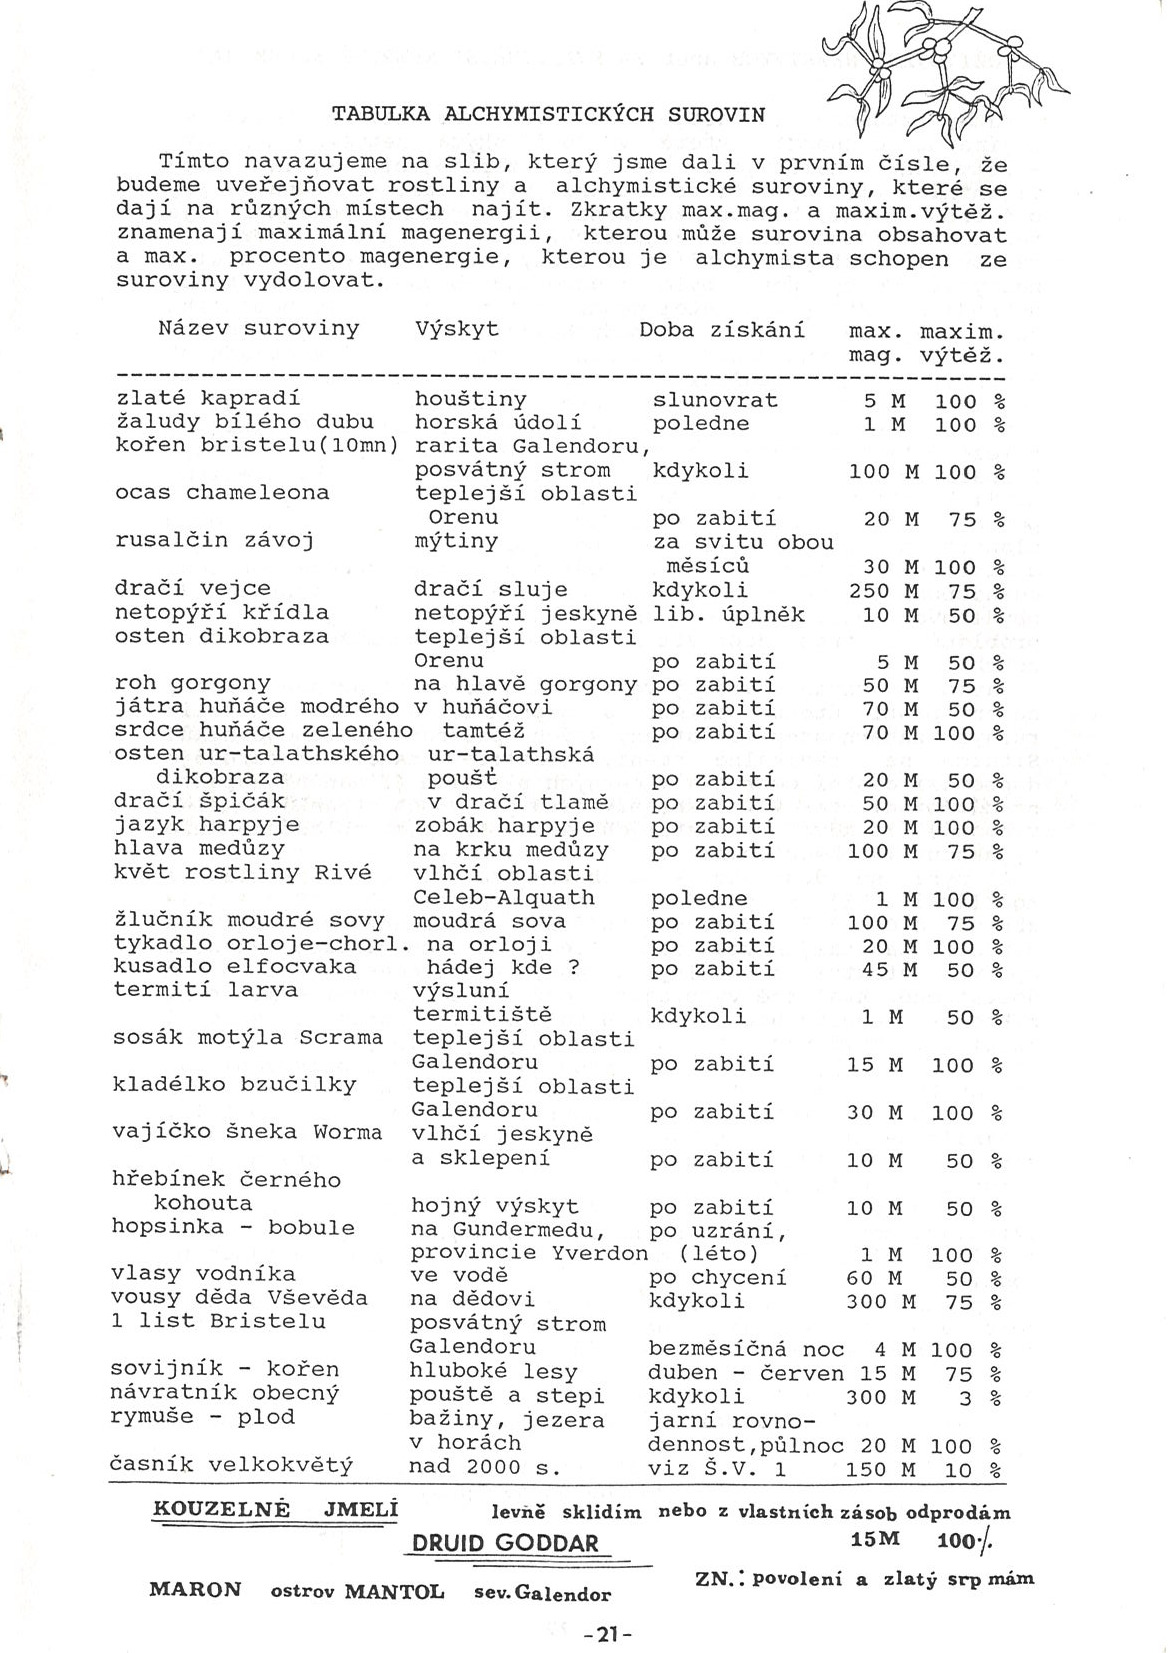 TABULKA ALCHYMISTICKÝCH SUROVIN
Tímto navazujeme na slib, který jsme dali v prvním čísle, že
budeme uveřejňovat rostliny a alchymistické suroviny, které se
dají na různých místech najít. Zkratky max.mag. a maxim.výtěž.
znamenají maximální magenergii, kterou může surovina obsahovat
a max. procento magenergie, kterou je alchymista schopen ze
suroviny vydolovat.
Název suroviny Výskyt Doba získání max. maxim.
mag. výtěž.
zlaté kapradí houštiny slunovrat 5 M 100 %
žaludy bílého dubu horská údolí poledne 1 M 100 %
kořen bristelu(10mn) rarita Galendoru,
posvátný strom kdykoli 100 M 100 %
ocas chameleona teplejší oblasti
Orenu po zabití 20 M 75 %
rusalčin závoj mýtiny za svitu obou
měsíců 30 M 100 %
dračí vejce dračí sluje kdykoli 250 M 75 %
netopýří křídla netopýří jeskyně lib. úplněk 10 M 50 %
osten dikobraza teplejší oblasti
Orenu po zabití 5 M 50 %
roh gorgony na hlavě gorgony po zabití 50 M 75 %
játra huňáče modrého v huňáčovi po zabití 70 M 50 %
srdce huňáče zeleného tamtéž po zabití 70 M 100 %
osten ur-talathského ur-talathská
dikobraza poušť po zabití 20 M 50 %
dračí špičák v dračí tlamě po zabití 50 M 100 %
jazyk harpyje zobák harpyje po zabití 20 M 100 %
hlava medůzy na krku medůzy po zabití 100 M 75 %
květ rostliny Rivé vlhčí oblasti
Celeb-Alquath poledne 1 M 100 %
žlučník moudré sovy moudrá sova po zabití 100 M 75 %
tykadlo orloje-chorl. na orloji po zabití 20 M 100 %
kusadlo elfocvaka hádej kde ? po zabití 45 M 50 %
termití larva výsluní
termitiště kdykoli 1 M 50 %
sosák motýla Scrama teplejší oblasti
Galendoru po zabití 15 M 100 %
kladélko bzučilky teplejší oblasti
Galendoru po zabití 30 M 100 %
vajíčko šneka Worma vlhčí jeskyně
a sklepení po zabití 10 M 50 %
hřebínek černého
kohouta hojný výskyt po zabití 10 M 50 %
hopsinka - bobule na Gundermedu, po uzrání,
provincie Yverdon (léto) 1 M 100 %
vlasy vodníka ve vodě po chycení 60 M 50 %
vousy děda Vševěda na dědovi kdykoli 300 M 75 %
1 list Bristelu posvátný strom
Galendoru bezměsíčná noc 4 M 100 %
sovijník - kořen hluboké lesy duben - červen 15 M 75 %
návratník obecný pouště a stepi kdykoli 300 M 3 %
rymuše - plod bažiny, jezera jarní rovno-
v horách dennost,půlnoc 20 M 100 %
časník velkokvětý nad 2000 s. viz Š.V. 1 150 M 10 %
KOUZELNÉ JMELÍ levně sklidím nebo z vlastních zásob odprodám
DRUID GODDAR 15M 100·/.
MARON ostrov MANTOL sev.Galendor ZN.: povolení a zlatý srp mám
-21-